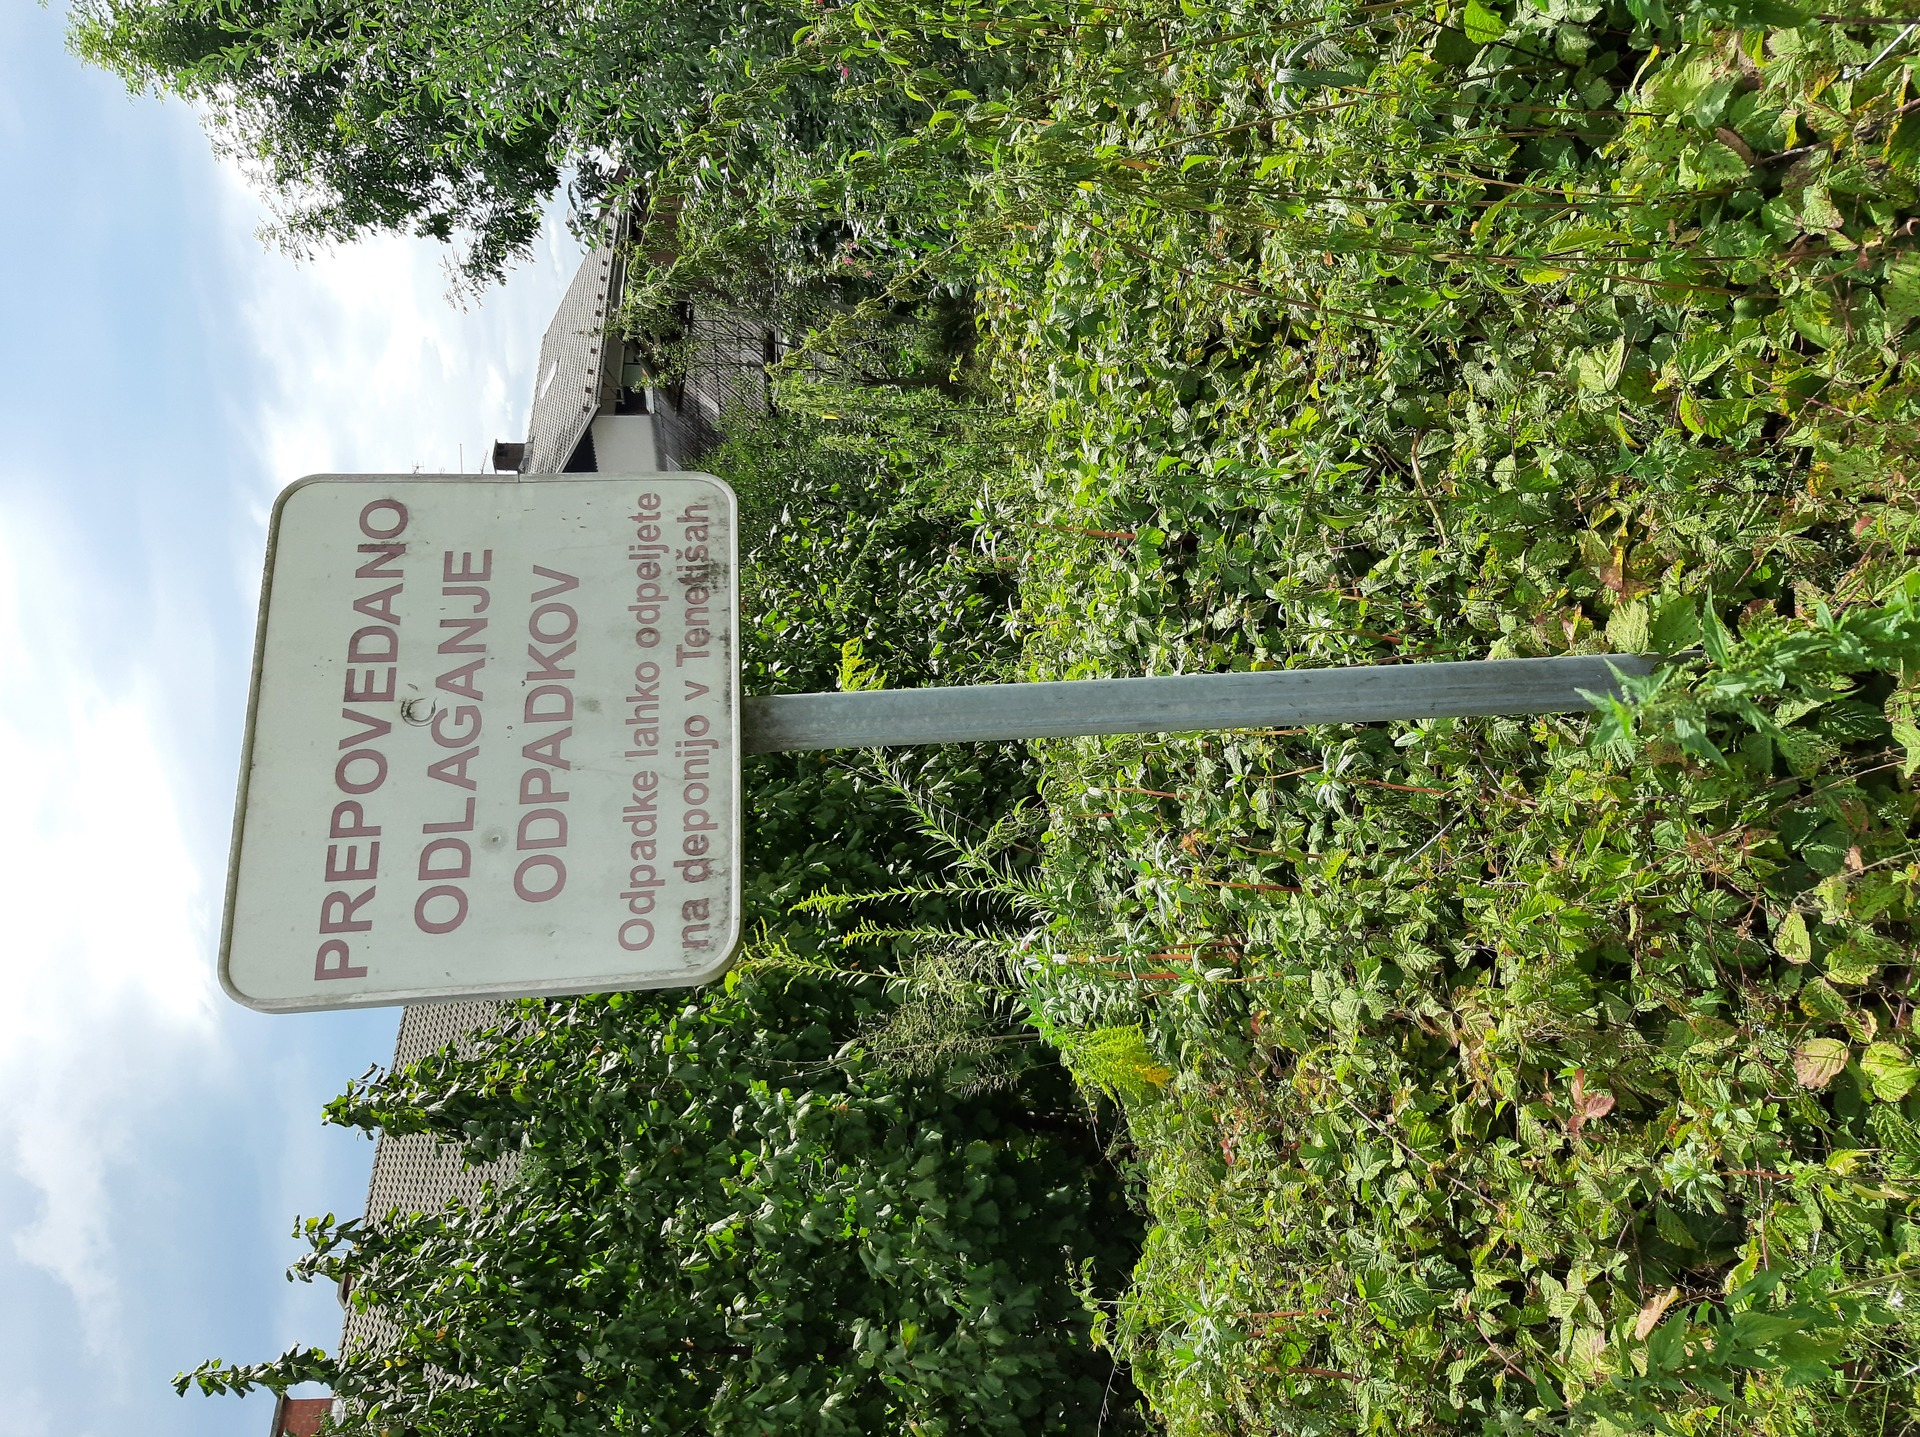 PREPOVEDANO
ODLAGANJE
ODPADKOV
Odpadke lahko odpeljete
na deponijo v Tenetišah